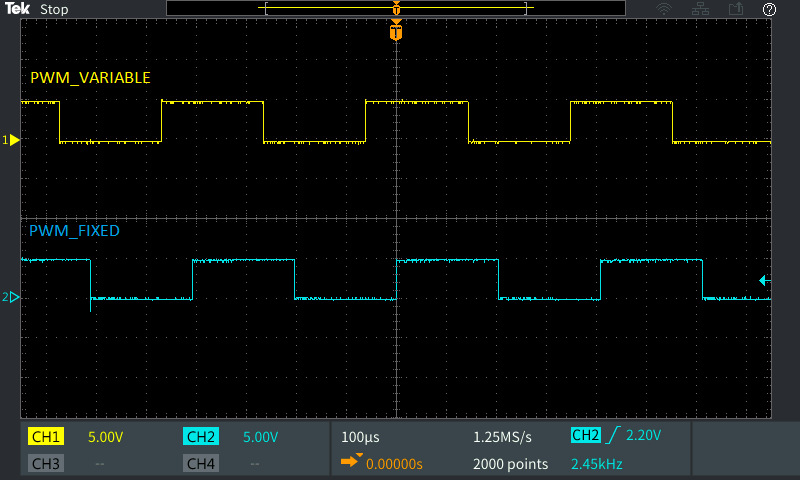 Tek Stop
T
?
T
PWM_VARIABLE
1
PWM_FIXED
2
CH1 5.00V CH2 5.00V 100µs 1.25MS/s CH2 2.20V
CH3 -- CH4 -- 0.00000s 2000 points 2.45kHz